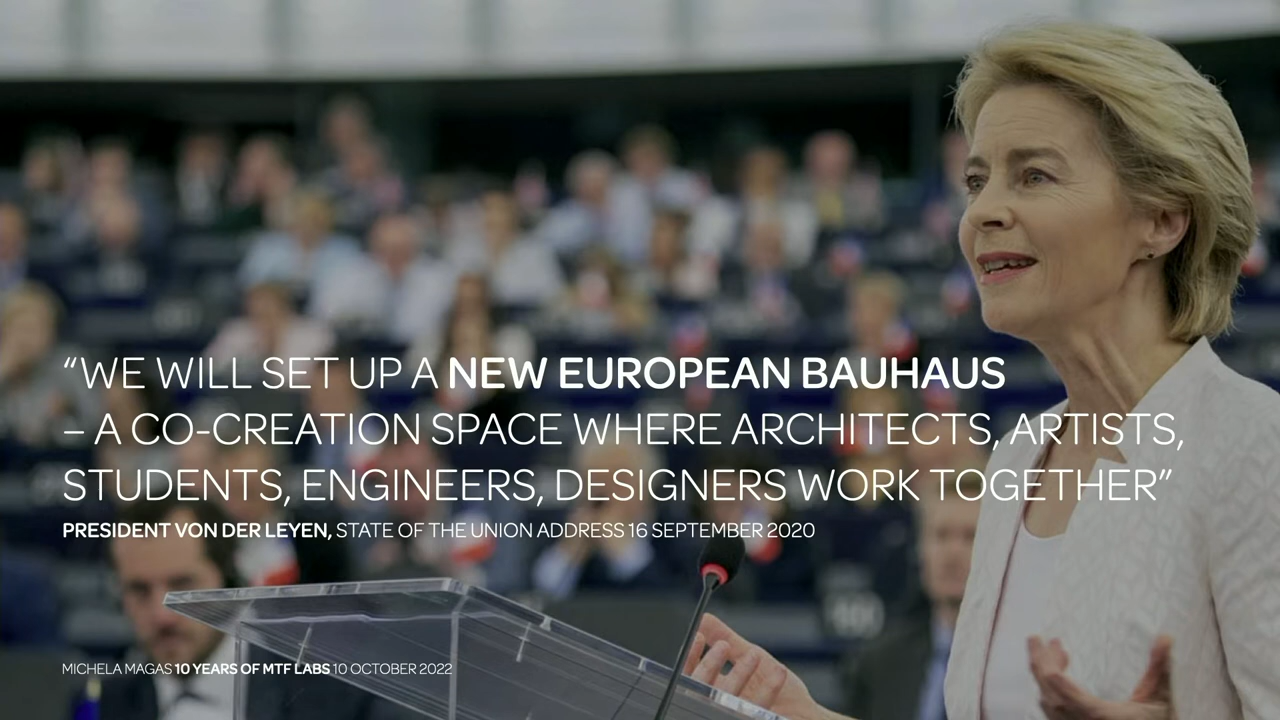 “WE WILL SET UP A NEW EUROPEAN BAUHAUS
– A CO-CREATION SPACE WHERE ARCHITECTS, ARTISTS,
STUDENTS, ENGINEERS, DESIGNERS WORK TOGETHER”
PRESIDENT VON DER LEYEN, STATE OF THE UNION ADDRESS 16 SEPTEMBER 2020
MICHELA MAGAS 10 YEARS OF MTF LABS 10 OCTOBER 2022